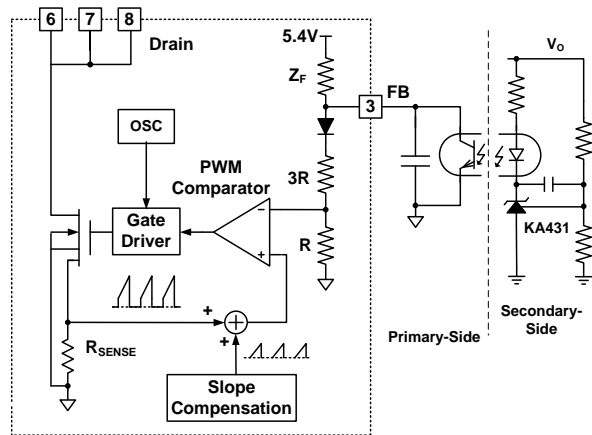 6 7 8
Drain
5.4V
Z_F
3 FB
V_O
OSC
PWM
Comparator
3R
Gate
Driver
−
+
R
KA431
+
+
R_SENSE
Slope
Compensation
Primary-Side
Secondary-
Side